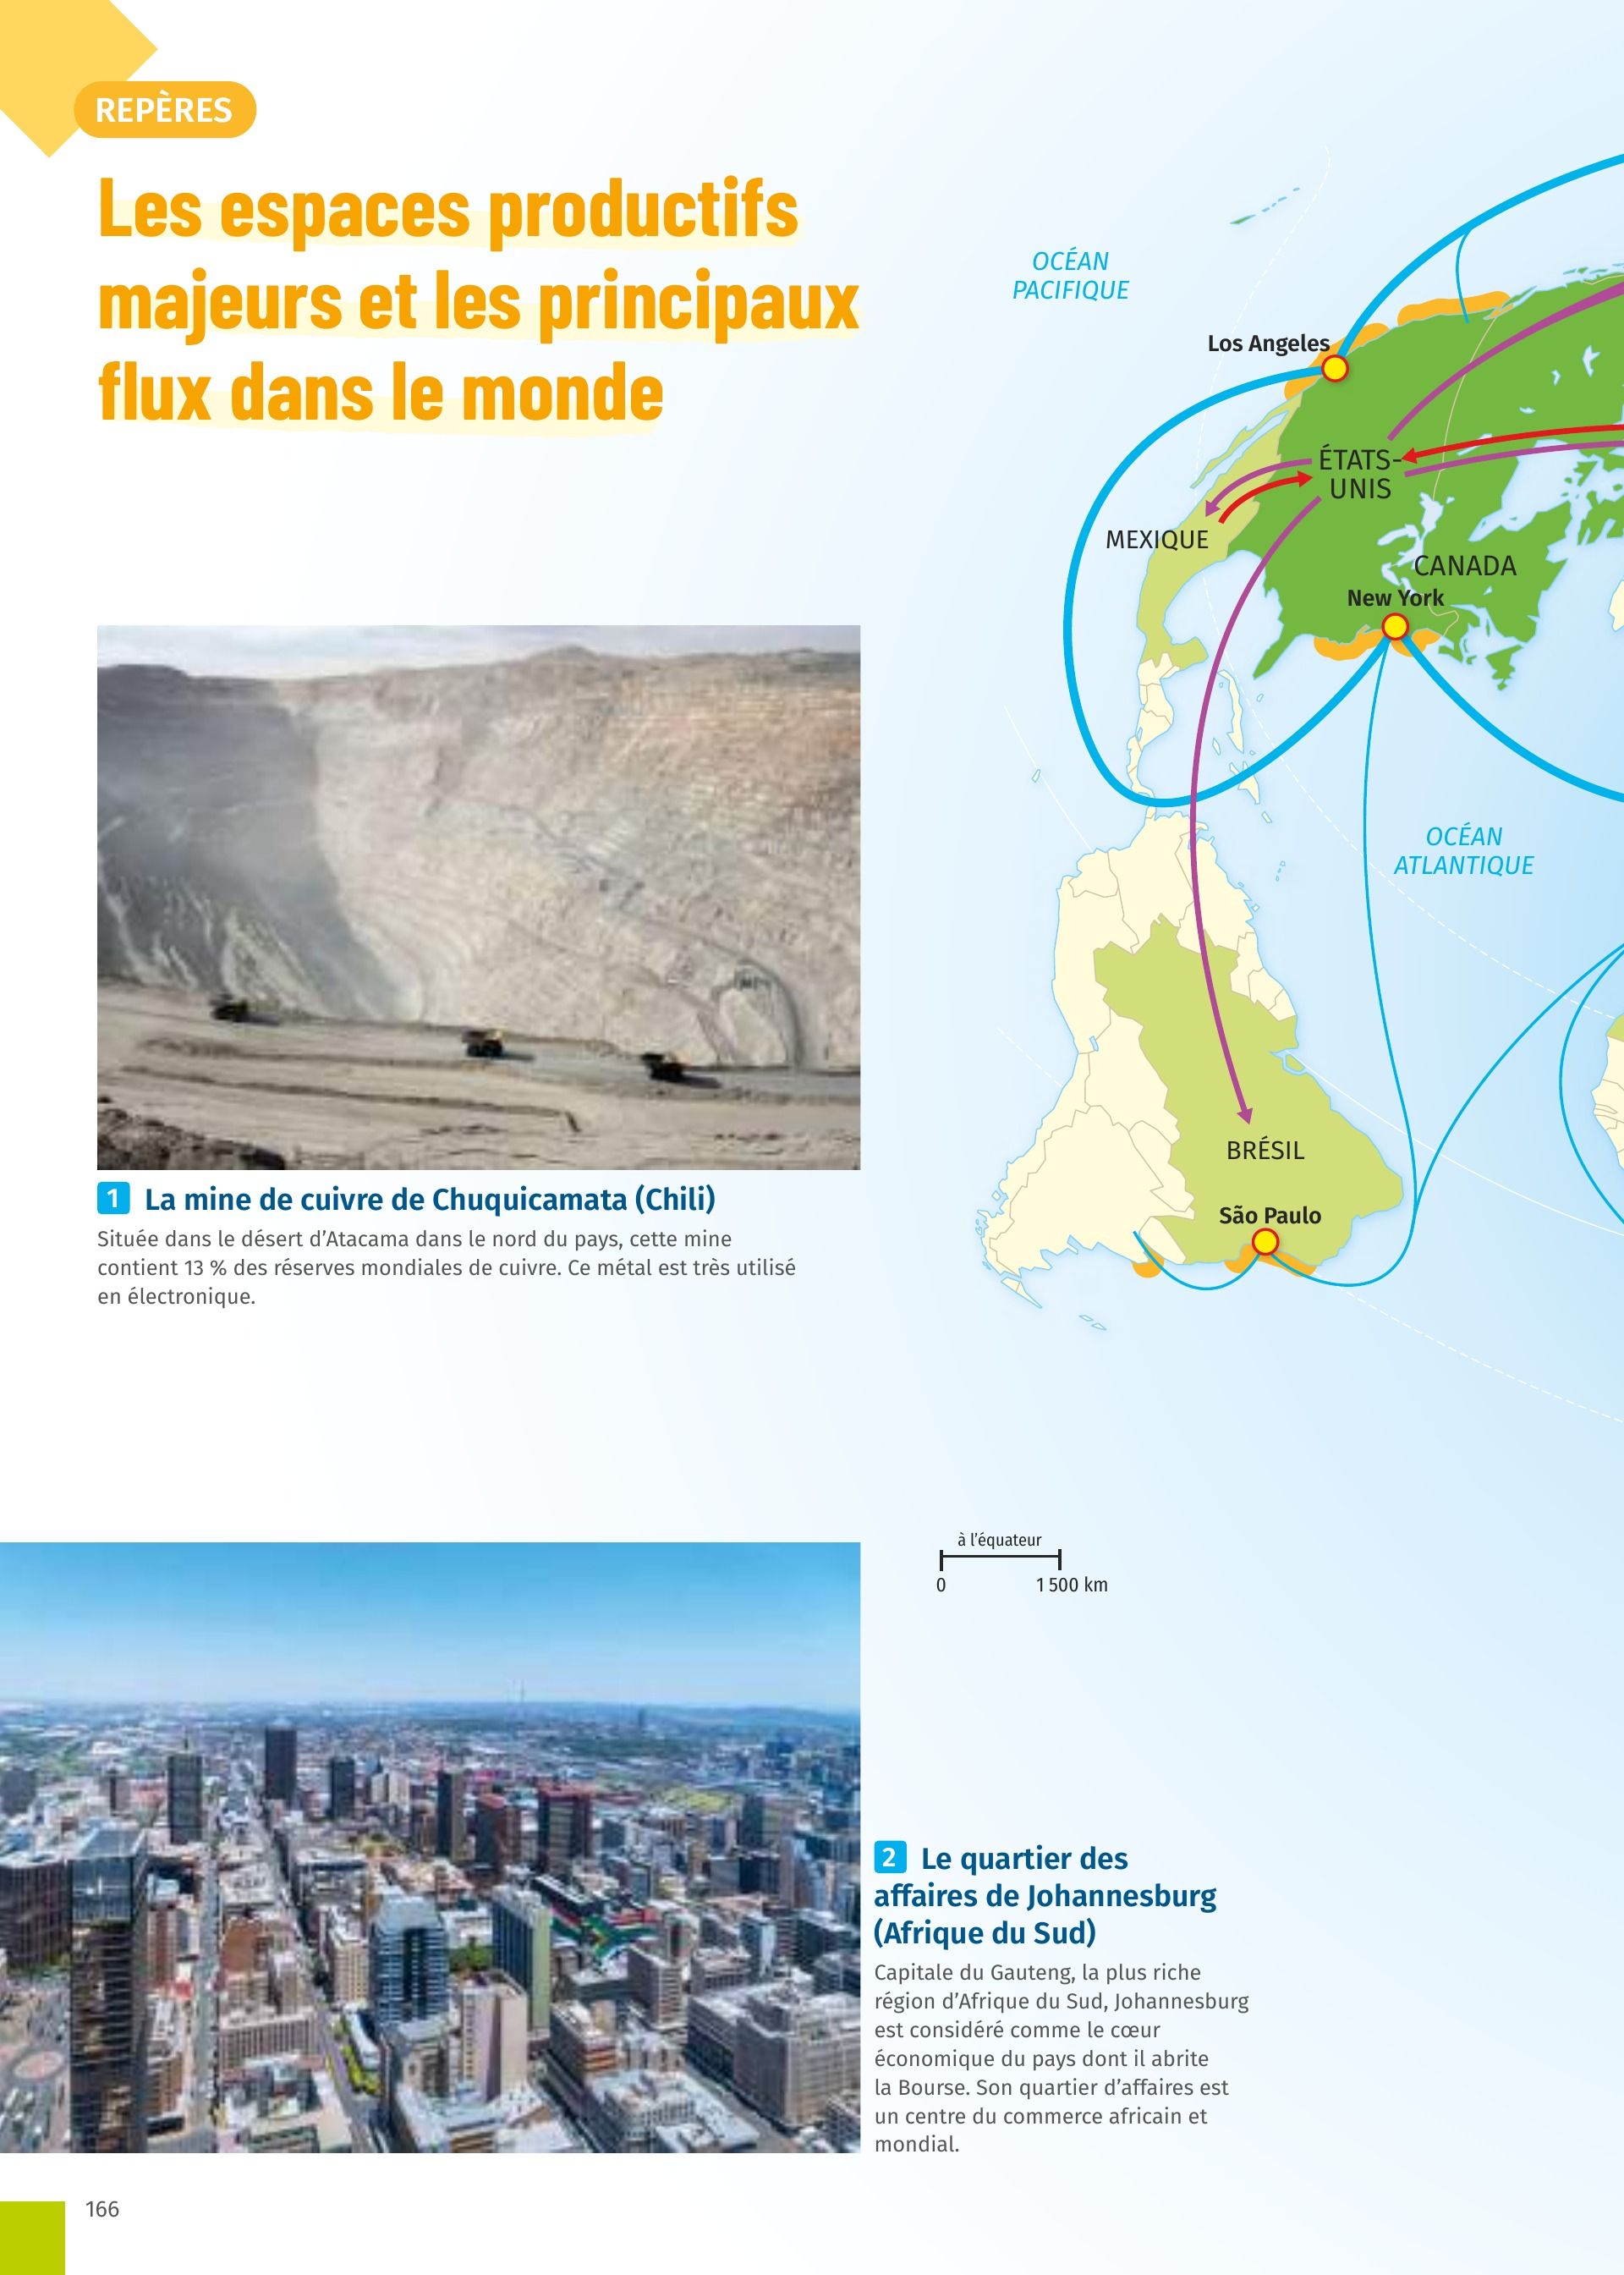 REPÈRES
Les espaces productifs
majeurs et les principaux
flux dans le monde
OCÉAN
PACIFIQUE
Los Angeles
ÉTATS-
UNIS
MEXIQUE
CANADA
New York
OCÉAN
ATLANTIQUE
BRÉSIL
São Paulo
1 La mine de cuivre de Chuquicamata (Chili)
Située dans le désert d’Atacama dans le nord du pays, cette mine
contient 13 % des réserves mondiales de cuivre. Ce métal est très utilisé
en électronique.
à l’équateur
0 1 500 km
2 Le quartier des
affaires de Johannesburg
(Afrique du Sud)
Capitale du Gauteng, la plus riche
région d’Afrique du Sud, Johannesburg
est considéré comme le cœur
économique du pays dont il abrite
la Bourse. Son quartier d’affaires est
un centre du commerce africain et
mondial.
166